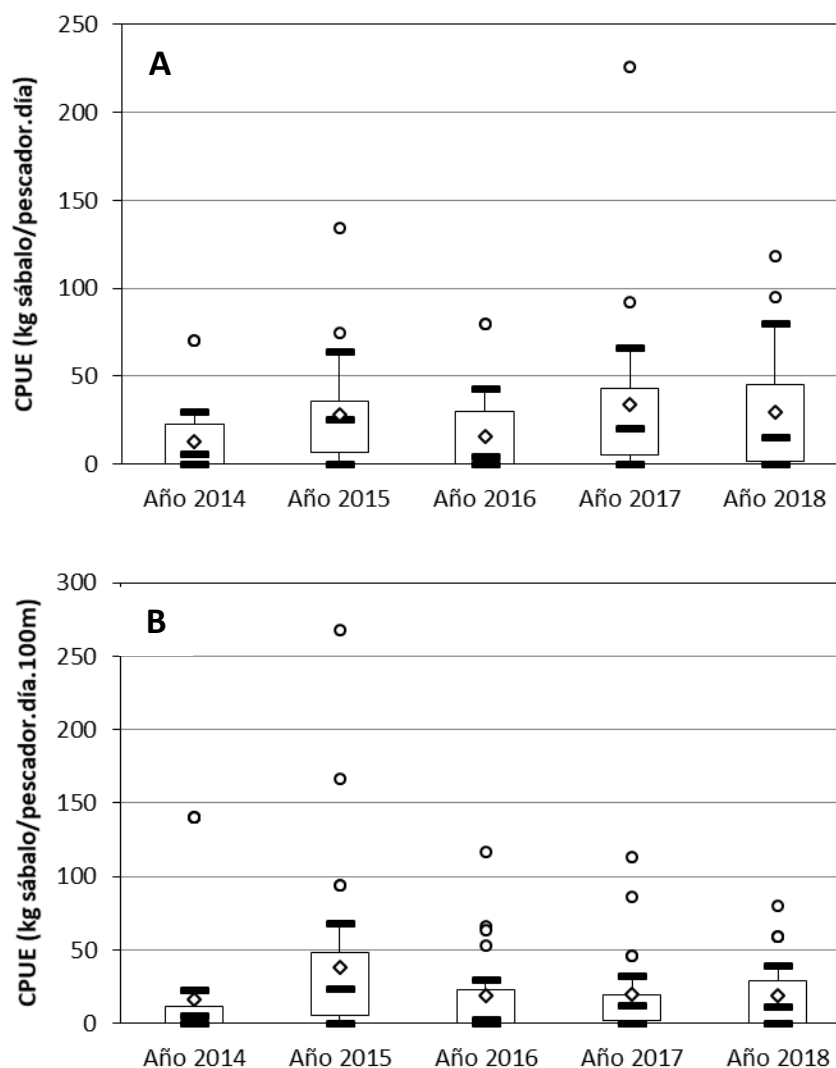 A
CPUE (kg sábalo/pescador.día)
250
200
150
100
50
0
Año 2014 Año 2015 Año 2016 Año 2017 Año 2018
B
CPUE (kg sábalo/pescador.día.100m)
300
250
200
150
100
50
0
Año 2014 Año 2015 Año 2016 Año 2017 Año 2018